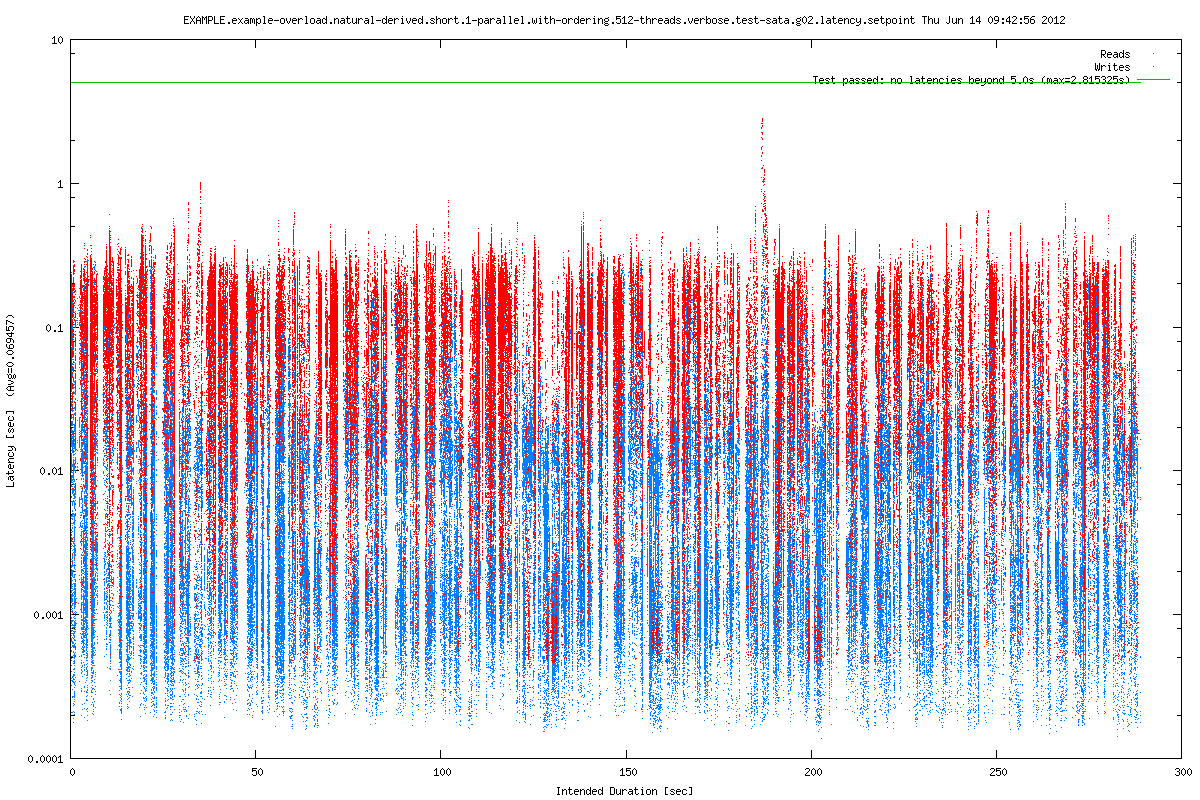 EXAMPLE.example-overload.natural-derived.short.1-parallel.with-ordering.512-threads.verbose.test-sata.g02.latency.setpoint Thu Jun 14 09:42:56 2012
10
Reads
Writes
Test passed: no latencies beyond 5.0s (max=2.815325s)
1
0.1
Latency [sec] (Avg=0.069457)
0.01
0.001
0.0001
0 50 100 150 200 250 300
Intended Duration [sec]